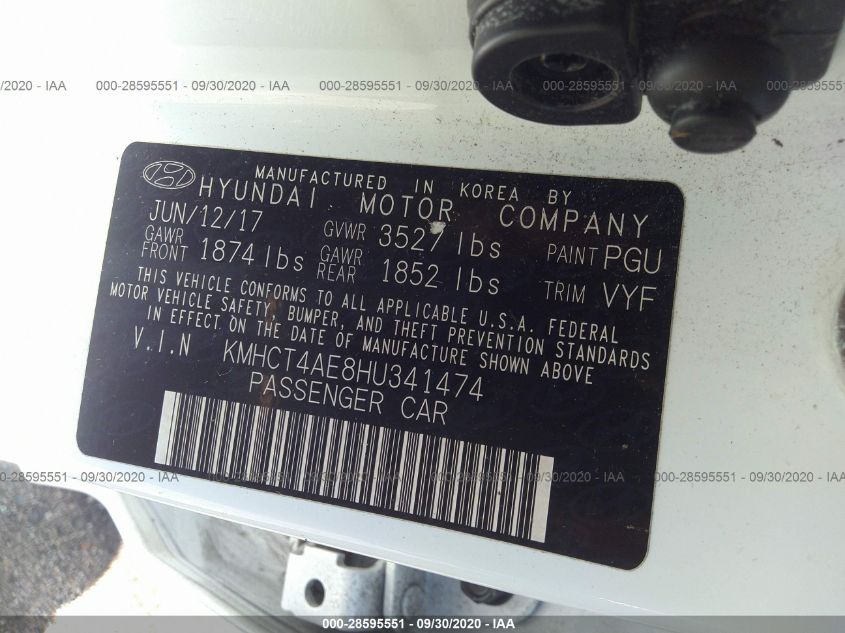 9/30/2020 - IAA 000-28595551 - 09/30/2020 - IAA 000-28595551 - 09/30/2020 - IAA
MANUFACTURED IN KOREA BY
HYUNDAI MOTOR COMPANY
JUN/12/17 GVWR 3527 lbs PAINT PGU
GAWR FRONT 1874 lbs GAWR REAR 1852 lbs TRIM VYF
THIS VEHICLE CONFORMS TO ALL APPLICABLE U.S.A. FEDERAL
MOTOR VEHICLE SAFETY, BUMPER, AND THEFT PREVENTION STANDARDS
IN EFFECT ON THE DATE OF MANUFACTURE SHOWN ABOVE
V.I.N KMHCT4AE8HU341474
PASSENGER CAR
9/30/2020 - IAA 000-28595551 - 09/30/2020 - IAA 000-28595551 - 09/30/2020 - IAA
000-28595551 - 09/30/2020 - IAA